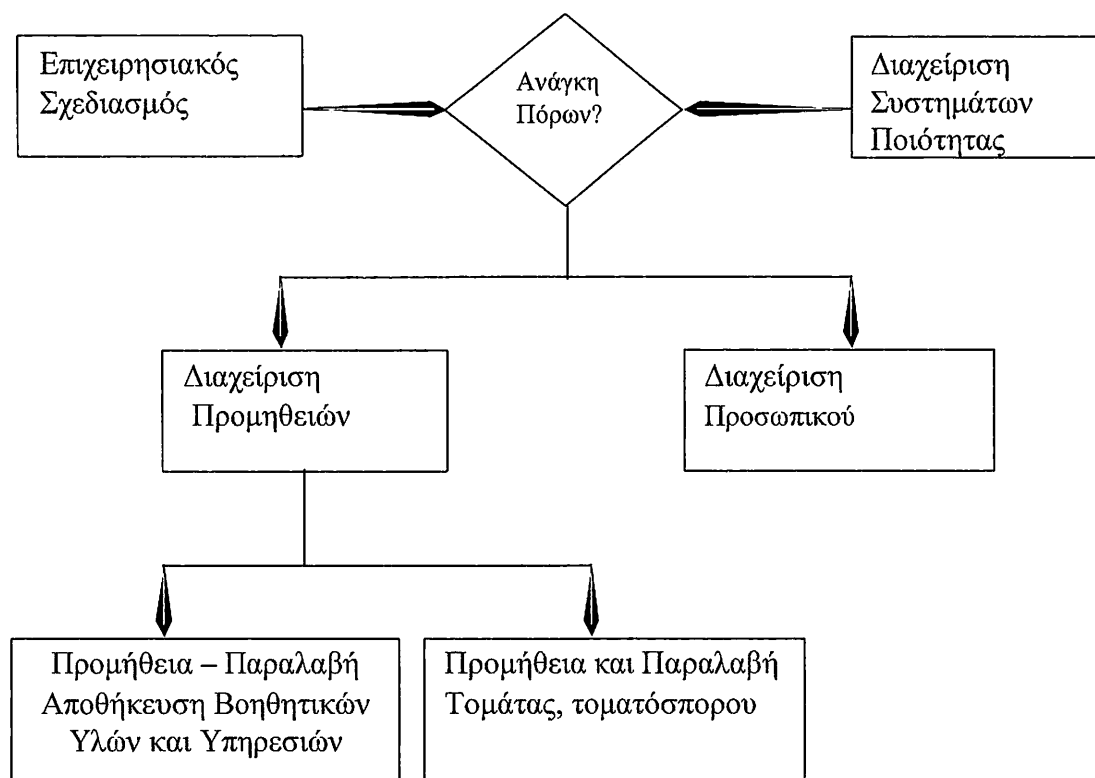 Επιχειρησιακός
Σχεδιασμός
Ανάγκη
Πόρων?
Διαχείριση
Συστημάτων
Ποιότητας
Διαχείριση
Προμηθειών
Διαχείριση
Προσωπικού
Προμήθεια – Παραλαβή
Αποθήκευση Βοηθητικών
Υλών και Υπηρεσιών
Προμήθεια και Παραλαβή
Τομάτας, τοματόσπορου